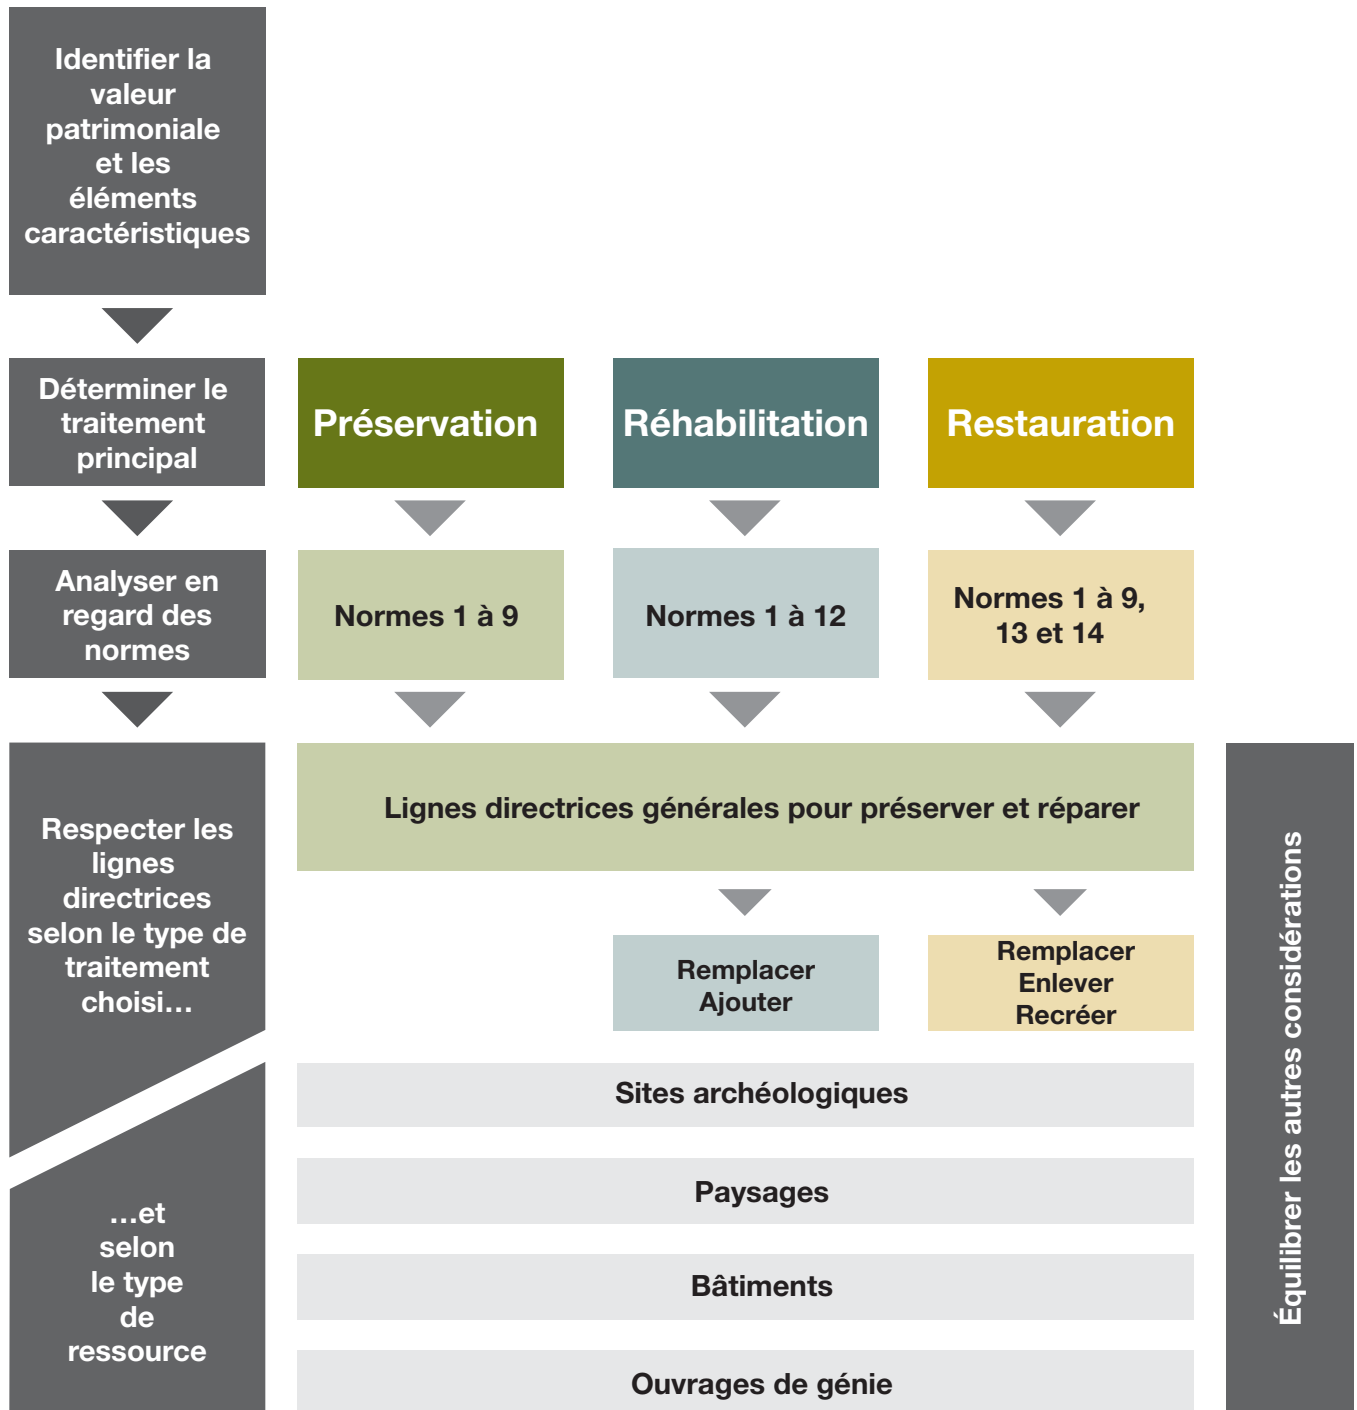 Identifier la
valeur
patrimoniale
et les
éléments
caractéristiques
Déterminer le
traitement
principal
Préservation
Réhabilitation
Restauration
Analyser en
regard des
normes
Normes 1 à 9
Normes 1 à 12
Normes 1 à 9,
13 et 14
Respecter les
lignes
directrices
selon le type de
traitement
choisi…
Lignes directrices générales pour préserver et réparer
Remplacer
Ajouter
Remplacer
Enlever
Recréer
…et
selon
le type
de
ressource
Sites archéologiques
Paysages
Bâtiments
Ouvrages de génie
Équilibrer les autres considérations